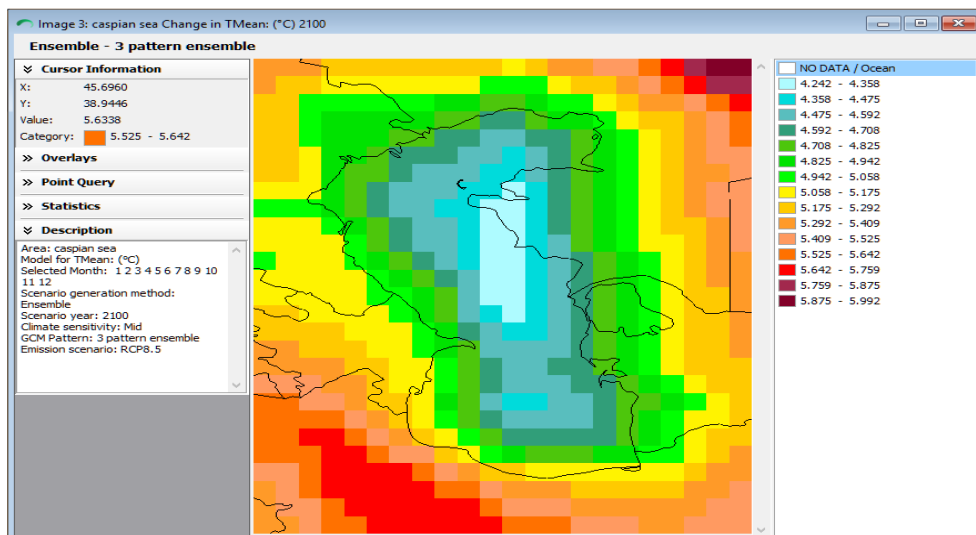 Image 3: caspian sea Change in TMean: (°C) 2100
Ensemble - 3 pattern ensemble
Cursor Information
X: 45.6960
Y: 38.9446
Value: 5.6338
Category: 5.525 - 5.642
Overlays
Point Query
Statistics
Description
Area: caspian sea
Model for TMean: (°C)
Selected Month: 1 2 3 4 5 6 7 8 9 10
11 12
Scenario generation method:
Ensemble
Scenario year: 2100
Climate sensitivity: Mid
GCM Pattern: 3 pattern ensemble
Emission scenario: RCP8.5
NO DATA / Ocean
4.242 - 4.358
4.358 - 4.475
4.475 - 4.592
4.592 - 4.708
4.708 - 4.825
4.825 - 4.942
4.942 - 5.058
5.058 - 5.175
5.175 - 5.292
5.292 - 5.409
5.409 - 5.525
5.525 - 5.642
5.642 - 5.759
5.759 - 5.875
5.875 - 5.992